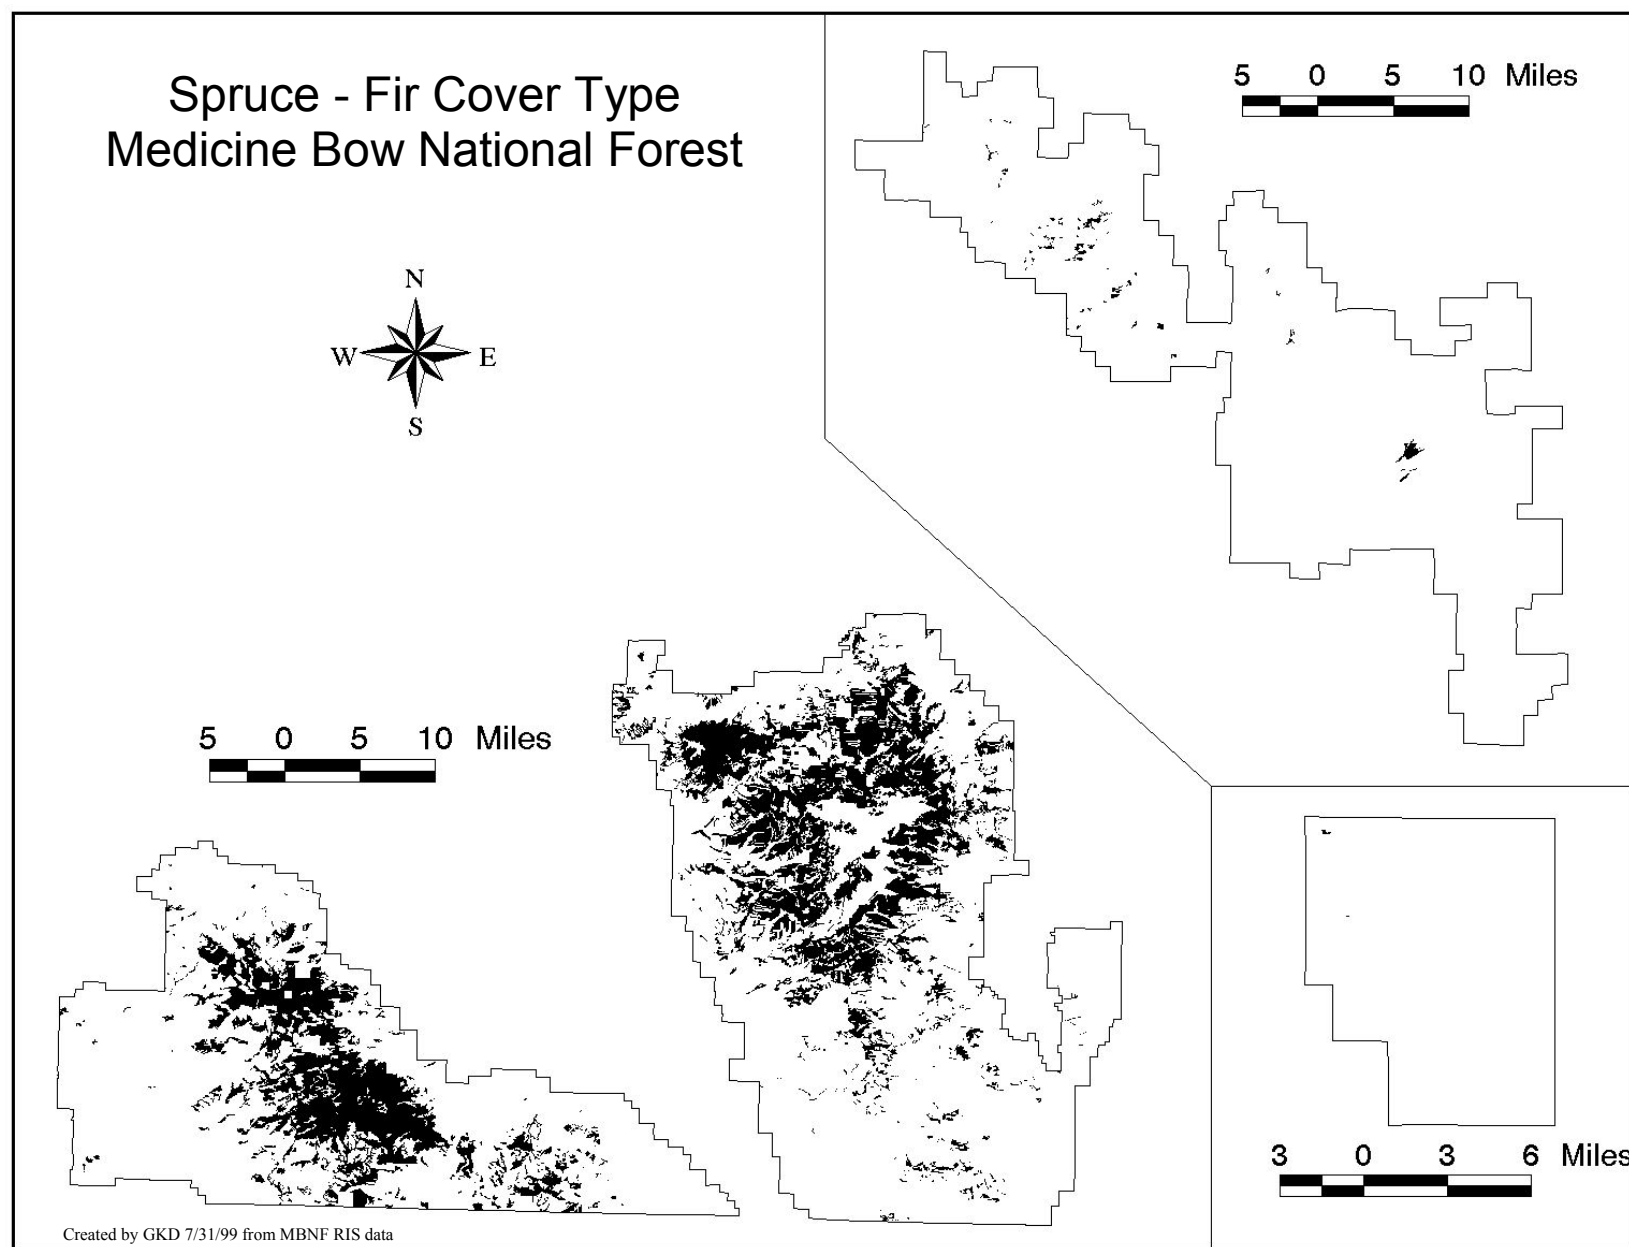 Spruce - Fir Cover Type
Medicine Bow National Forest
N
W E
S
5 0 5 10 Miles
5 0 5 10 Miles
3 0 3 6 Miles
Created by GKD 7/31/99 from MBNF RIS data